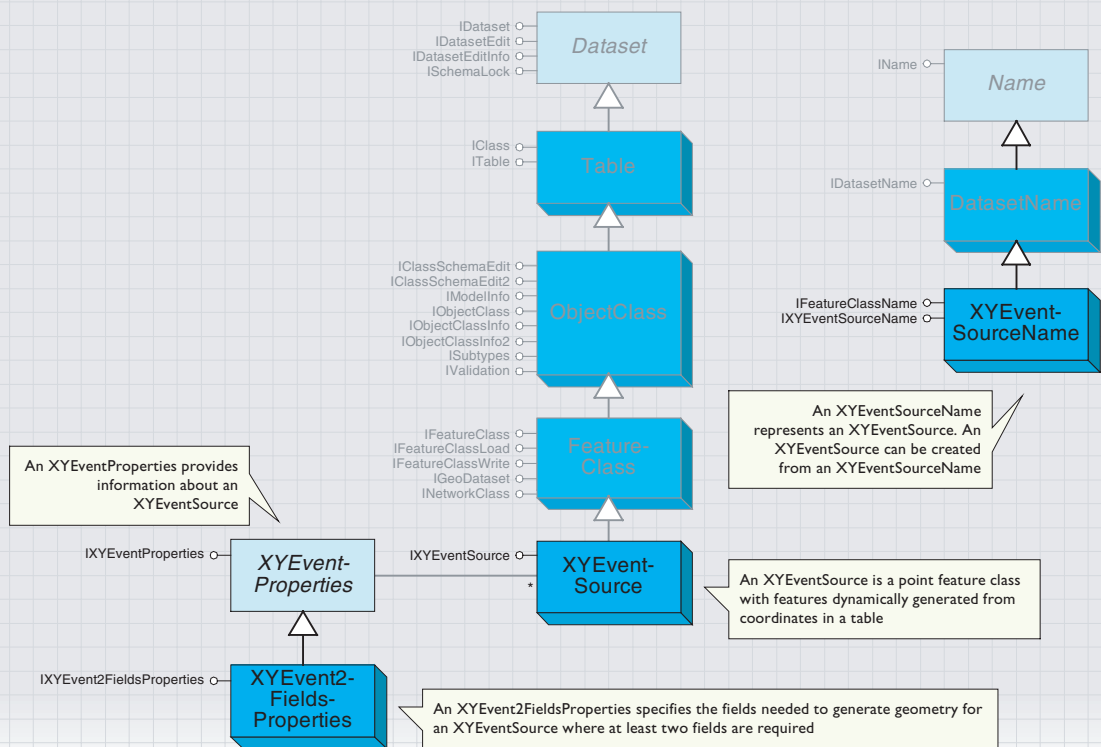 IDataset
IDatasetEdit
IDatasetEditInfo
ISchemaLock
Dataset
IName
Name
IClass
ITable
Table
IDatasetName
DatasetName
IClassSchemaEdit
IClassSchemaEdit2
IModelInfo
IObjectClass
IObjectClassInfo
IObjectClassInfo2
ISubtypes
IValidation
ObjectClass
IFeatureClassName
IXYEventSourceName
XYEvent-
SourceName
An XYEventSourceName
represents an XYEventSource. An
XYEventSource can be created
from an XYEventSourceName
IFeatureClass
IFeatureClassLoad
IFeatureClassWrite
IGeoDataset
INetworkClass
Feature-
Class
An XYEventProperties provides
information about an
XYEventSource
IXYEventProperties
XYEvent-
Properties
*
IXYEventSource
XYEvent-
Source
An XYEventSource is a point feature class
with features dynamically generated from
coordinates in a table
IXYEvent2FieldsProperties
XYEvent2-
Fields-
Properties
An XYEvent2FieldsProperties specifies the fields needed to generate geometry for
an XYEventSource where at least two fields are required